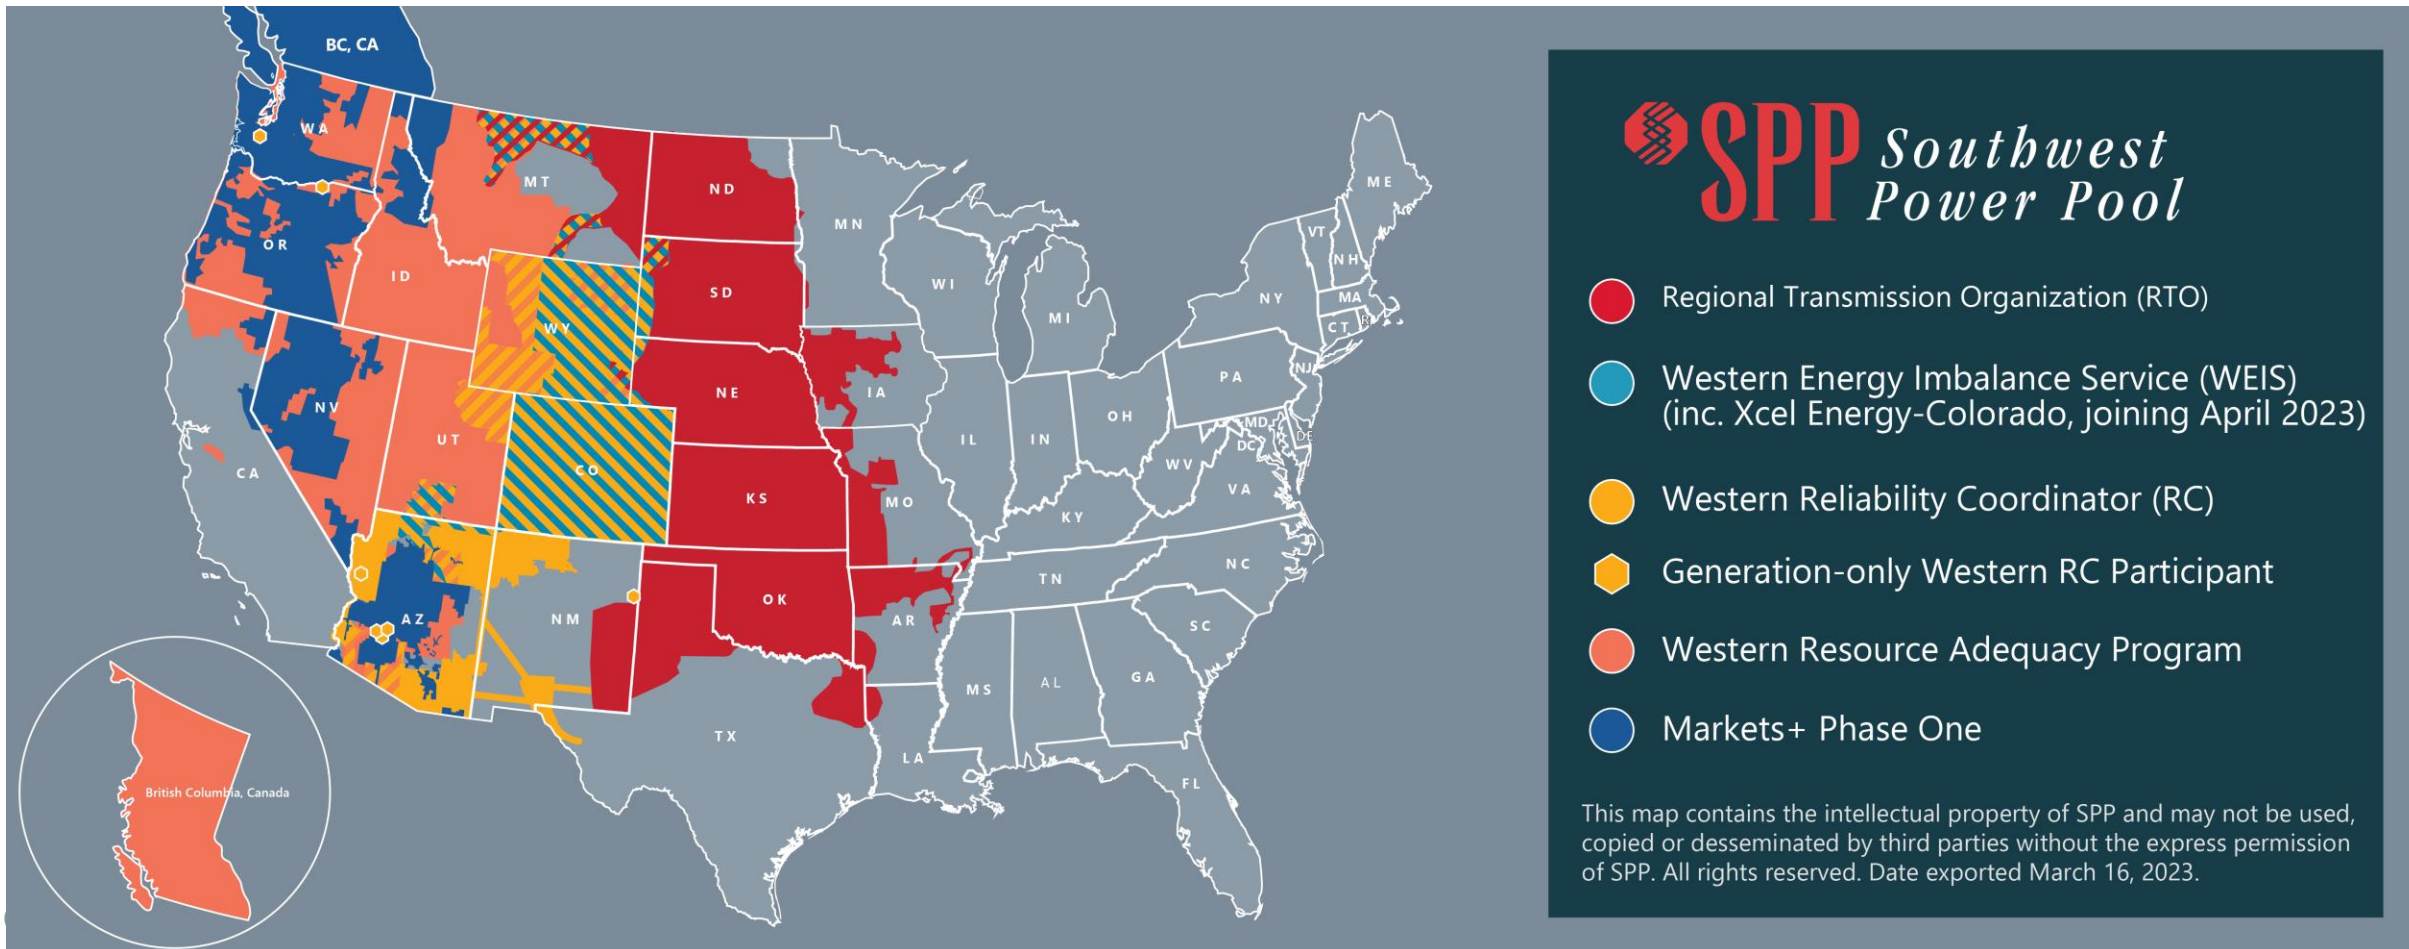 BC, CA
WA
MT
ND
MN
ME
OR
ID
WY
SD
WI
MI
NY
VT
NH
MA
CT
RI
NV
UT
CO
NE
IA
IL
IN
OH
PA
NJ
MD
DE
DC
WV
VA
CA
KS
MO
KY
NC
TN
AZ
NM
OK
AR
SC
MS
AL
GA
TX
LA
FL
British Columbia, Canada
SPP Southwest
Power Pool
Regional Transmission Organization (RTO)
Western Energy Imbalance Service (WEIS)
(inc. Xcel Energy-Colorado, joining April 2023)
Western Reliability Coordinator (RC)
Generation-only Western RC Participant
Western Resource Adequacy Program
Markets+ Phase One
This map contains the intellectual property of SPP and may not be used,
copied or desseminated by third parties without the express permission
of SPP. All rights reserved. Date exported March 16, 2023.